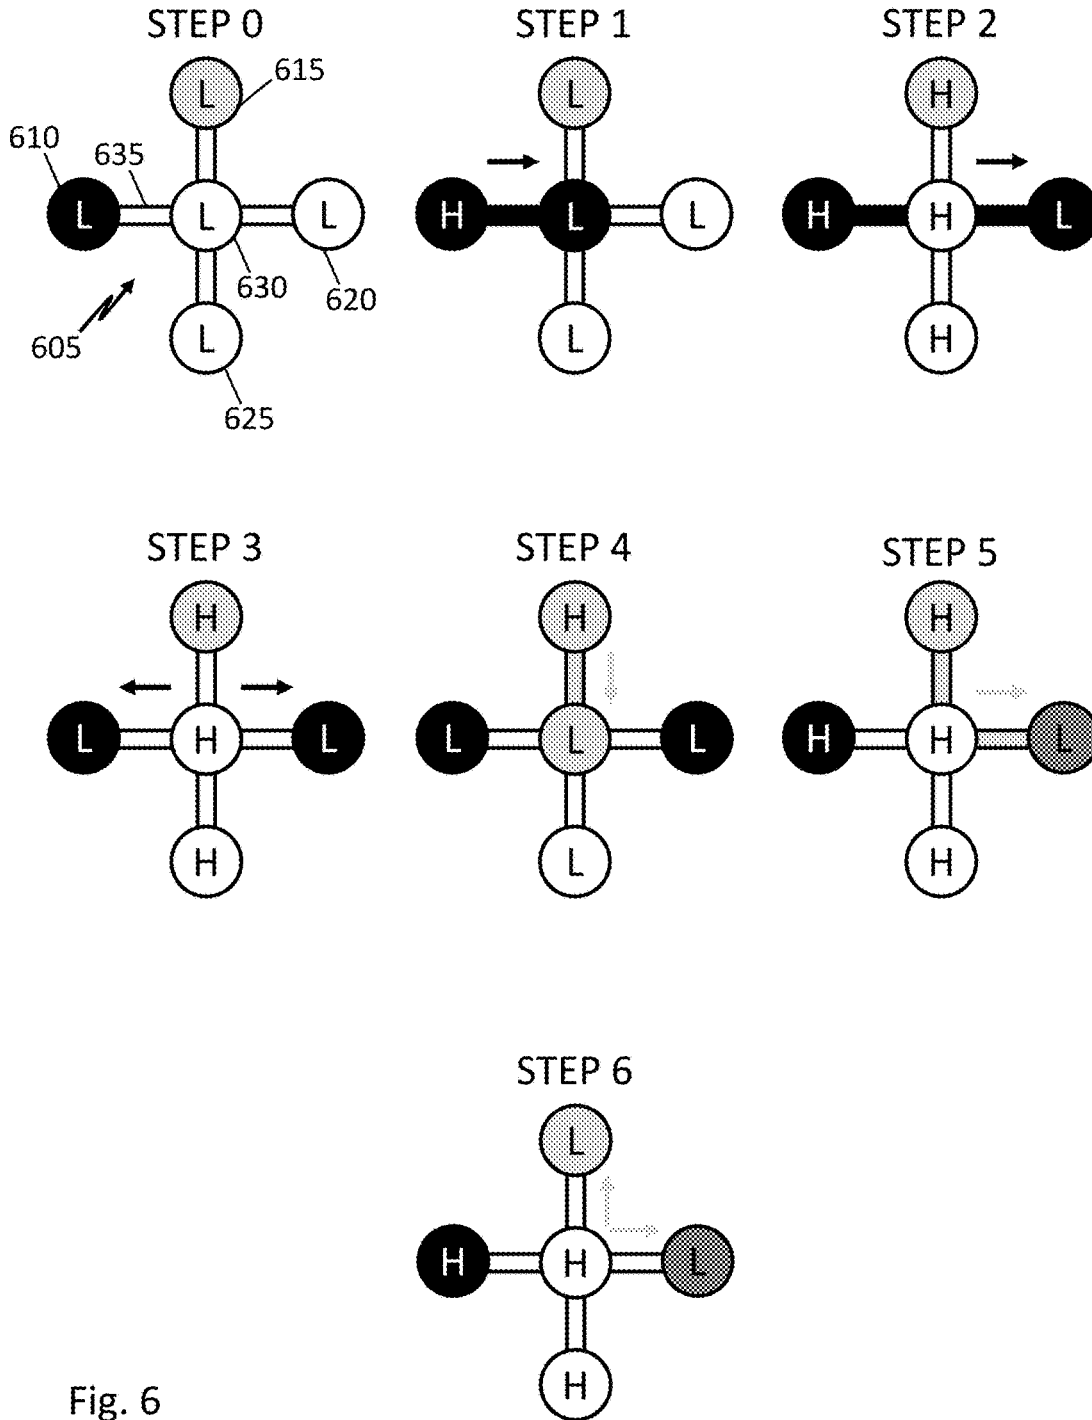 STEP 0 STEP 1 STEP 2
L 615 L H
610 635
L L L H L L H H L
630 620
605 L L H
625
STEP 3 STEP 4 STEP 5
H H H
L H L L L L H H L
H L H
STEP 6
L
H H L
H
Fig. 6